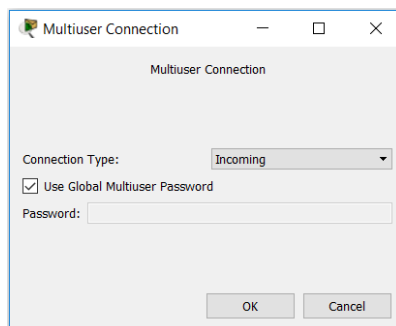 Multiuser Connection
Multiuser Connection
Connection Type: Incoming
Use Global Multiuser Password
Password:
OK Cancel